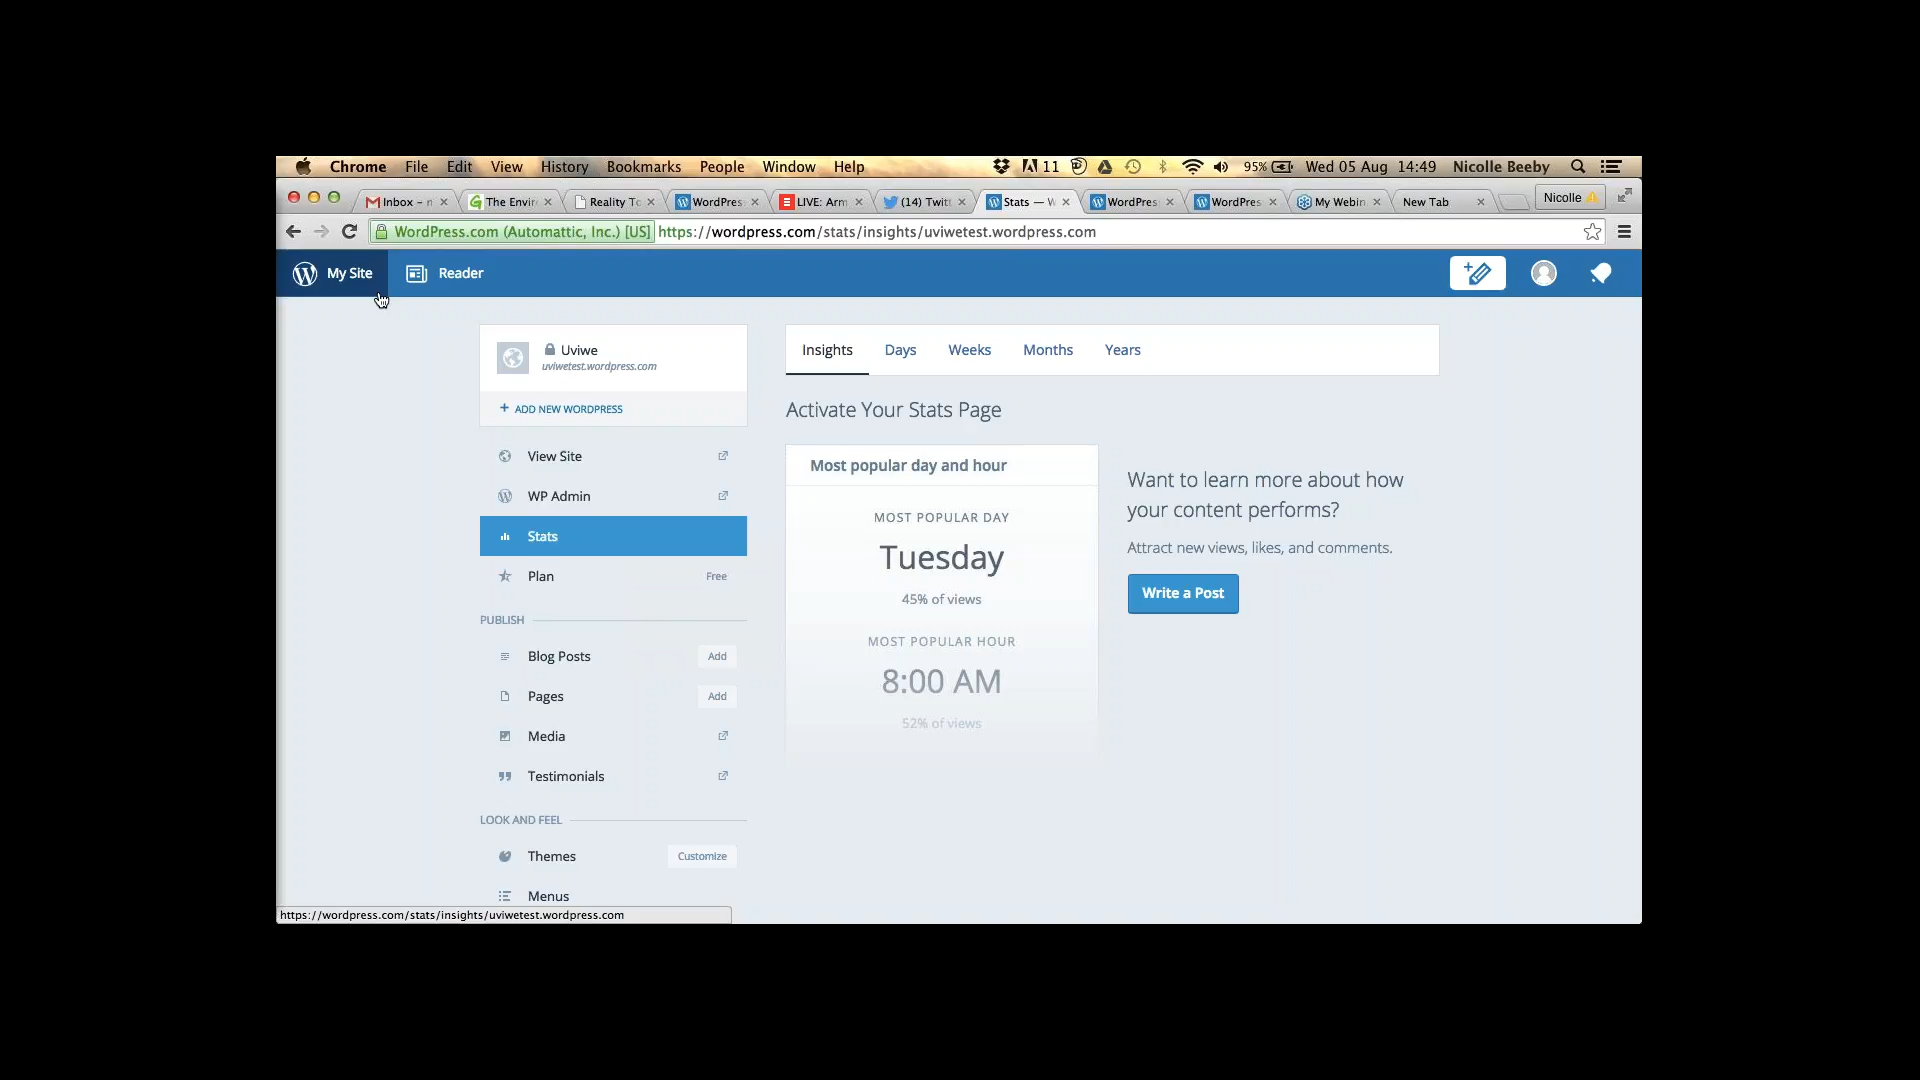 Chrome File Edit View History Bookmarks People Window Help 11 95% Wed 05 Aug 14:49 Nicolle Beeby
Inbox – n The Envir Reality To WordPres LIVE: Arm (14) Twitt Stats — W WordPres WordPres My Webin New Tab Nicolle
WordPress.com (Automattic, Inc.) [US] https://wordpress.com/stats/insights/uviwetest.wordpress.com
My Site Reader
Uviwe
uviwetest.wordpress.com
+ ADD NEW WORDPRESS
View Site
WP Admin
Stats
Plan Free
PUBLISH
Blog Posts Add
Pages Add
Media
Testimonials
LOOK AND FEEL
Themes Customize
Menus
Insights Days Weeks Months Years
Activate Your Stats Page
Most popular day and hour
MOST POPULAR DAY
Tuesday
45% of views
MOST POPULAR HOUR
8:00 AM
52% of views
Want to learn more about how
your content performs?
Attract new views, likes, and comments.
Write a Post
https://wordpress.com/stats/insights/uviwetest.wordpress.com